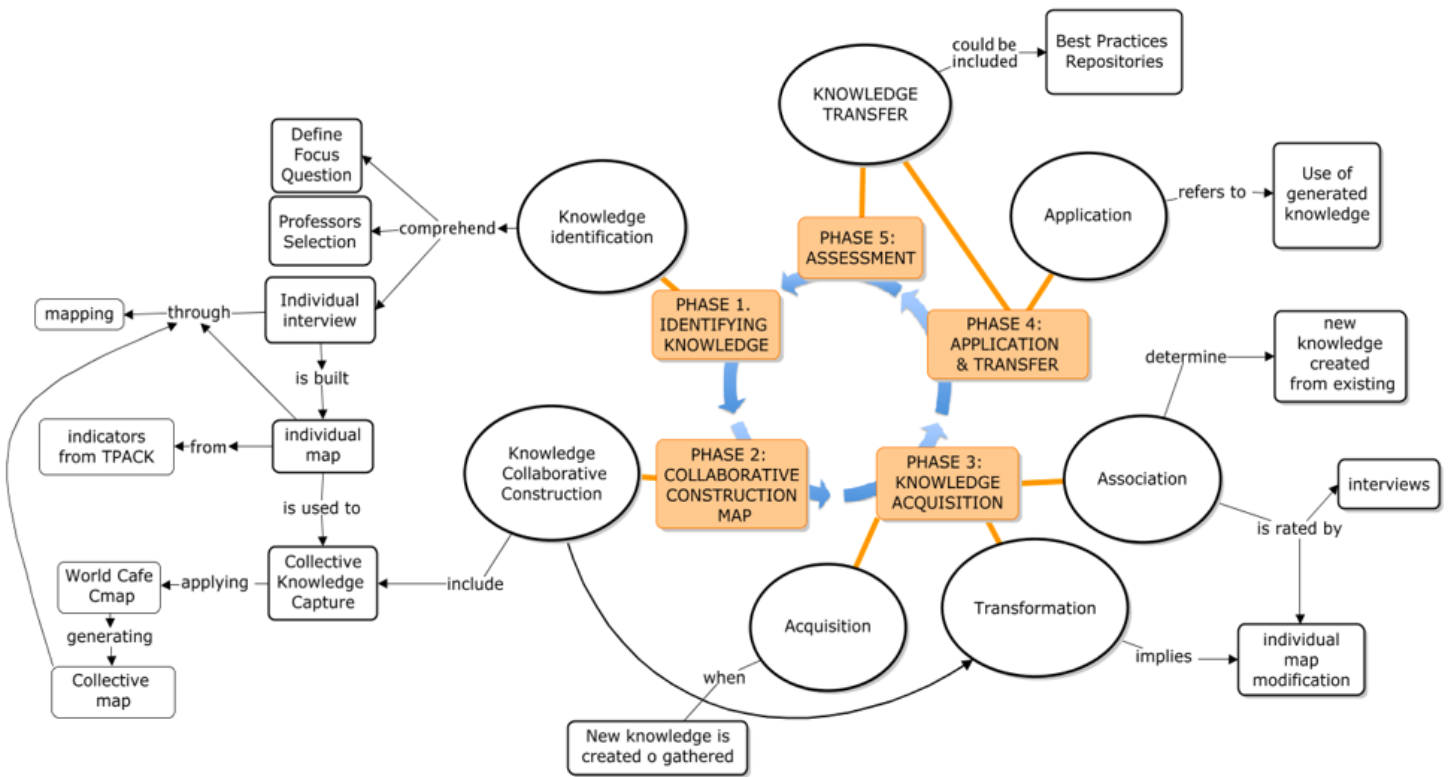 could be
included
Best Practices
Repositories
KNOWLEDGE
TRANSFER
Define
Focus
Question
Professors
Selection
comprehend
Knowledge
identification
Application
refers to
Use of
generated
knowledge
PHASE 5:
ASSESSMENT
Individual
interview
through
mapping
PHASE 1.
IDENTIFYING
KNOWLEDGE
PHASE 4:
APPLICATION
& TRANSFER
new
knowledge
created
from existing
determine
is built
individual
map
from
indicators
from TPACK
Knowledge
Collaborative
Construction
PHASE 2:
COLLABORATIVE
CONSTRUCTION
MAP
PHASE 3:
KNOWLEDGE
ACQUISITION
Association
interviews
is rated by
is used to
Collective
Knowledge
Capture
applying
World Cafe
Cmap
include
generating
Collective
map
Acquisition
Transformation
implies
individual
map
modification
when
New knowledge is
created o gathered